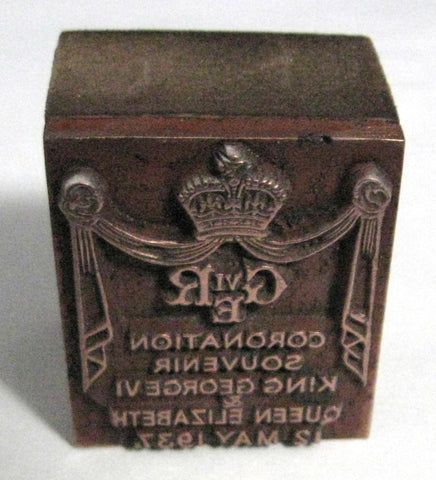 G VI R
E
CORONATION
SOUVENIR
KING GEORGE VI
&
QUEEN ELIZABETH
12 MAY 1937.